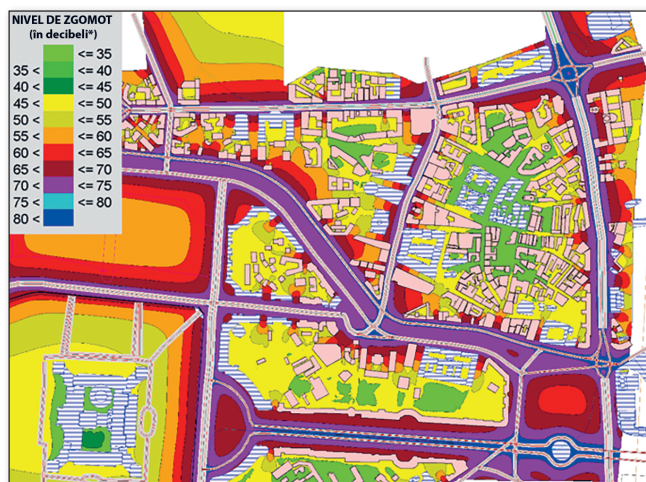 NIVEL DE ZGOMOT
(în decibeli*)
<= 35
35 < <= 40
40 < <= 45
45 < <= 50
50 < <= 55
55 < <= 60
60 < <= 65
65 < <= 70
70 < <= 75
75 < <= 80
80 <